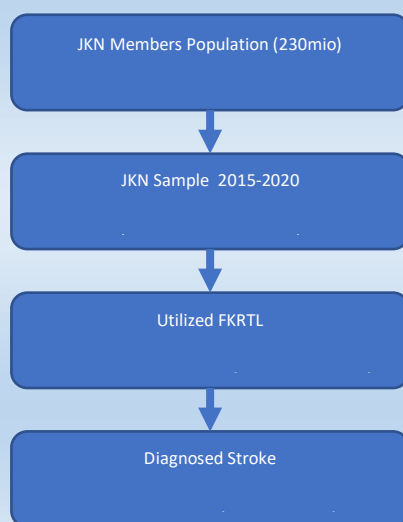 JKN Members Population (230mio)
JKN Sample 2015-2020
Utilized FKRTL
Diagnosed Stroke